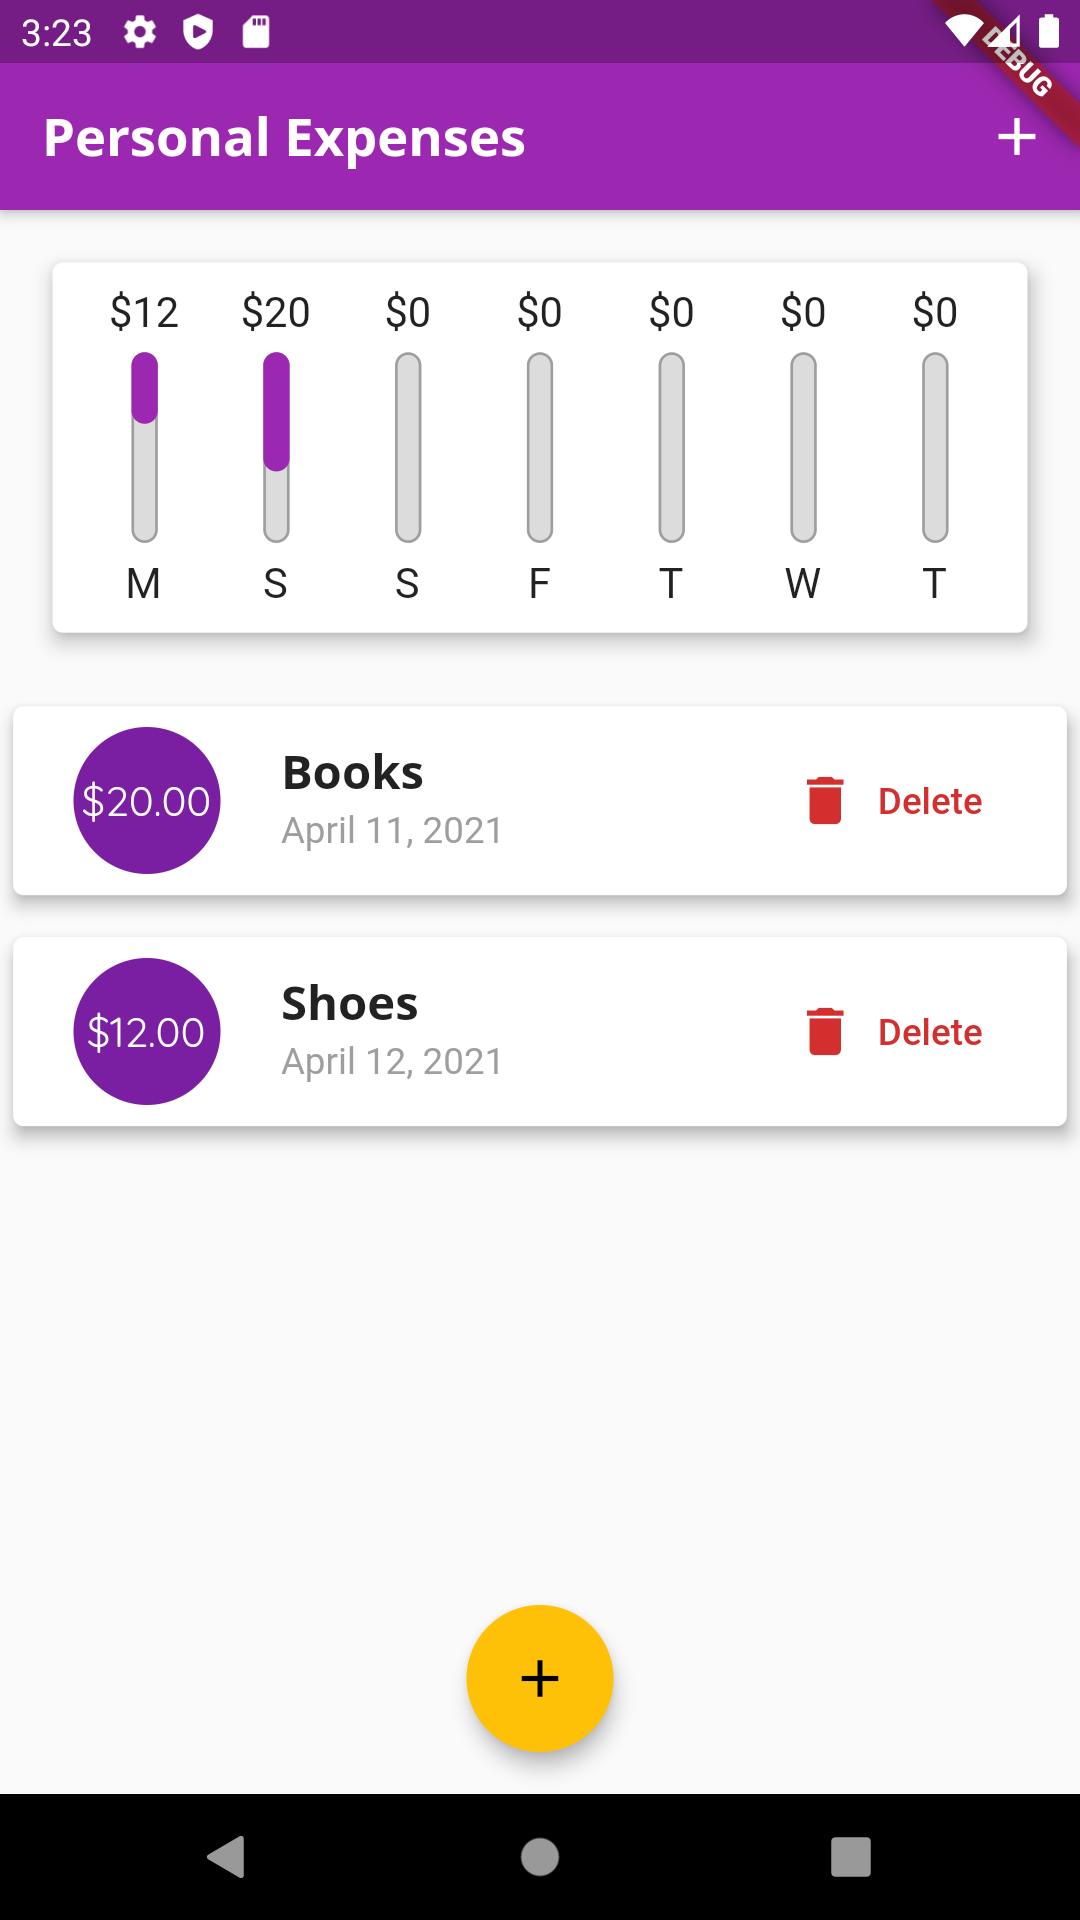 3:23
DEBUG
Personal Expenses
$12 $20 $0 $0 $0 $0 $0
M S S F T W T
$20.00
Books
April 11, 2021
Delete
$12.00
Shoes
April 12, 2021
Delete